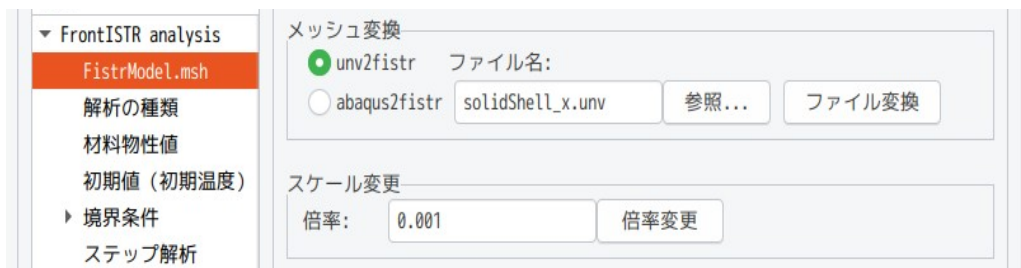 FrontISTR analysis
FistrModel.msh
解析の種類
材料物性値
初期値（初期温度）
境界条件
ステップ解析
メッシュ変換
unv2fistr ファイル名:
abaqus2fistr solidShell_x.unv 参照... ファイル変換
スケール変更
倍率: 0.001 倍率変更